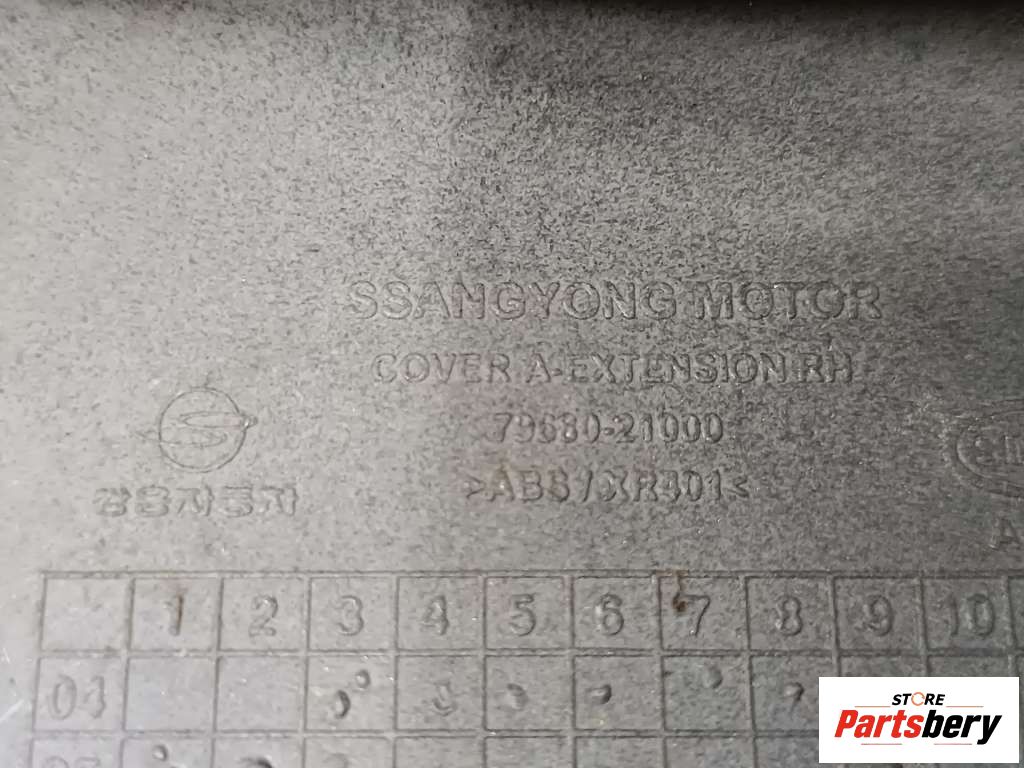 SSANGYONG MOTOR
COVER A-EXTENSION RH
79680-21000
>ABS/XR401<
쌍용자동차
1 2 3 4 5 6 7 8 9 10
04
STORE
Partsbery